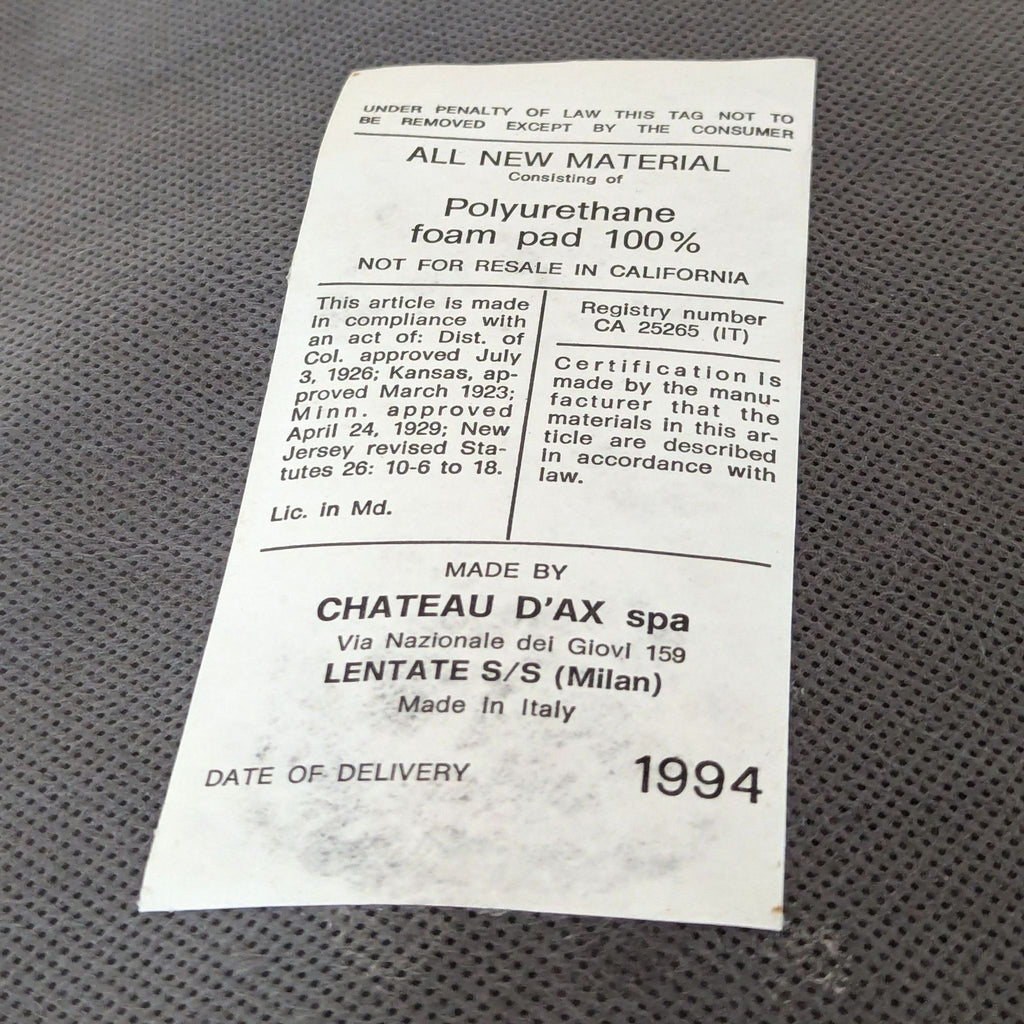 UNDER PENALTY OF LAW THIS TAG NOT TO
BE REMOVED EXCEPT BY THE CONSUMER
ALL NEW MATERIAL
Consisting of
Polyurethane
foam pad 100%
NOT FOR RESALE IN CALIFORNIA
This article is made
in compliance with
an act of: Dist. of
Col. approved July
3, 1926; Kansas, ap-
proved March 1923;
Minn. approved
April 24, 1929; New
Jersey revised Sta-
tutes 26: 10-6 to 18.
Lic. in Md.
Registry number
CA 25265 (IT)
Certification is
made by the manu-
facturer that the
materials in this ar-
ticle are described
in accordance with
law.
MADE BY
CHATEAU D'AX spa
Via Nazionale dei Giovi 159
LENTATE S/S (Milan)
Made in Italy
DATE OF DELIVERY 1994